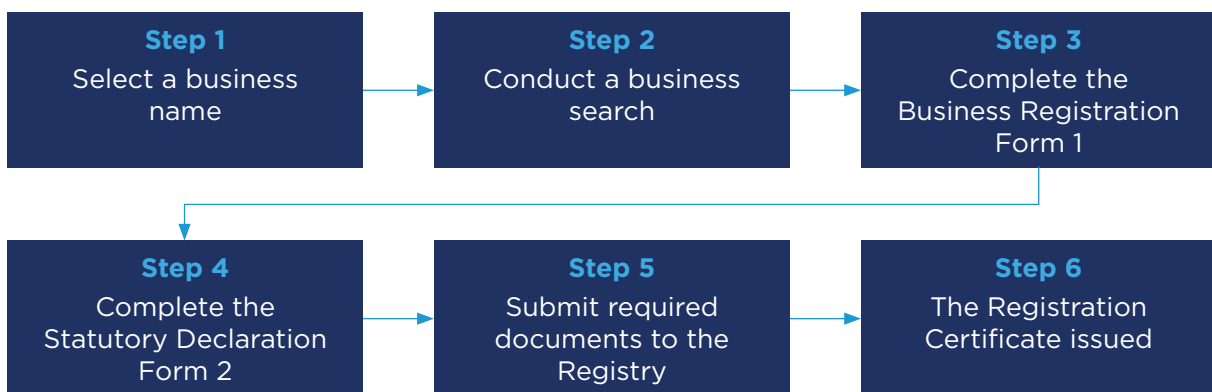 Step 1
Select a business
name
Step 2
Conduct a business
search
Step 3
Complete the
Business Registration
Form 1
Step 4
Complete the
Statutory Declaration
Form 2
Step 5
Submit required
documents to the
Registry
Step 6
The Registration
Certificate issued